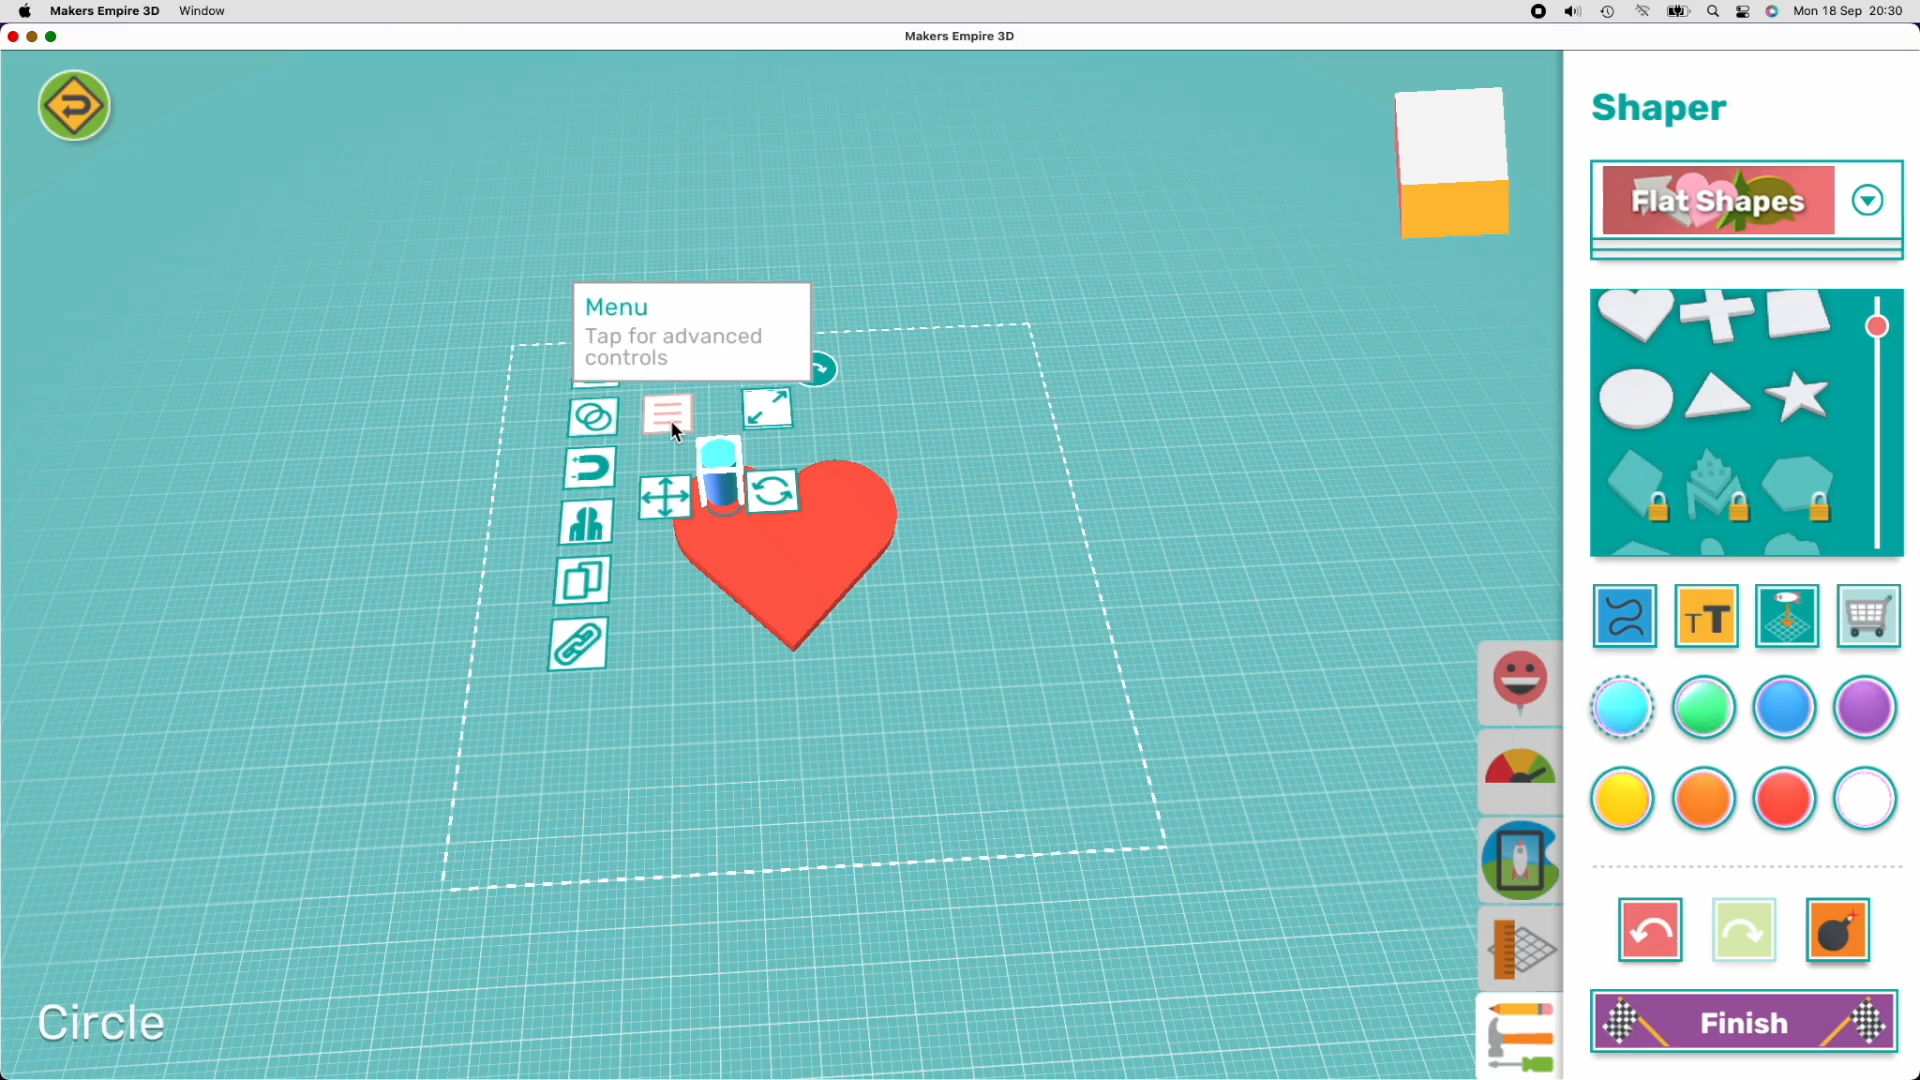 Makers Empire 3D Window Mon 18 Sep 20:30
Makers Empire 3D
Shaper
Flat Shapes
Menu
Tap for advanced
controls
TT
Circle
Finish